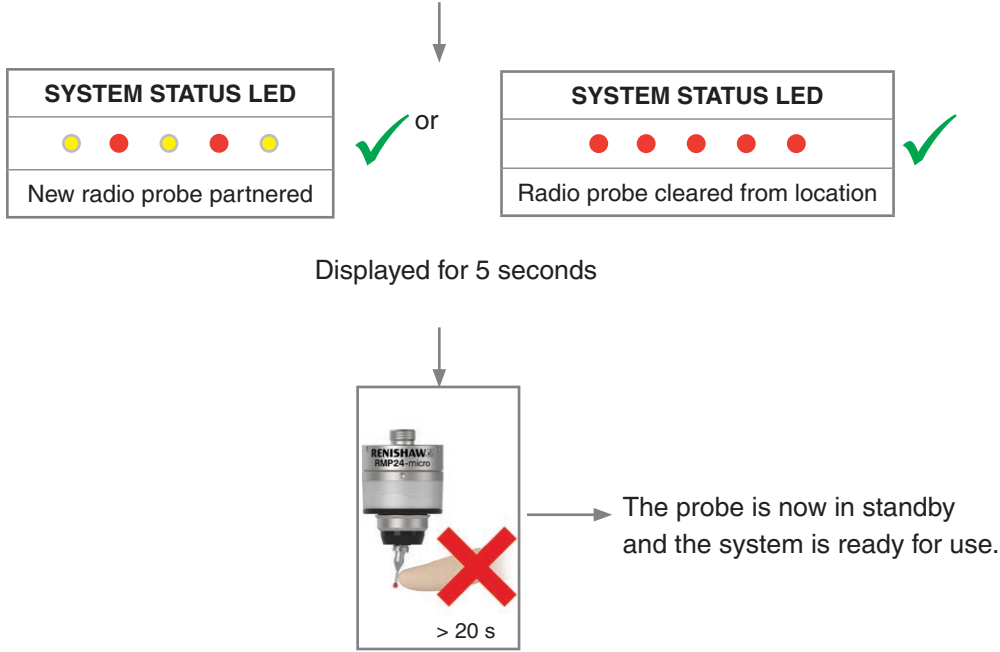 SYSTEM STATUS LED
New radio probe partnered
or
SYSTEM STATUS LED
Radio probe cleared from location
Displayed for 5 seconds
RENISHAW
RMP24-micro
> 20 s
The probe is now in standby
and the system is ready for use.